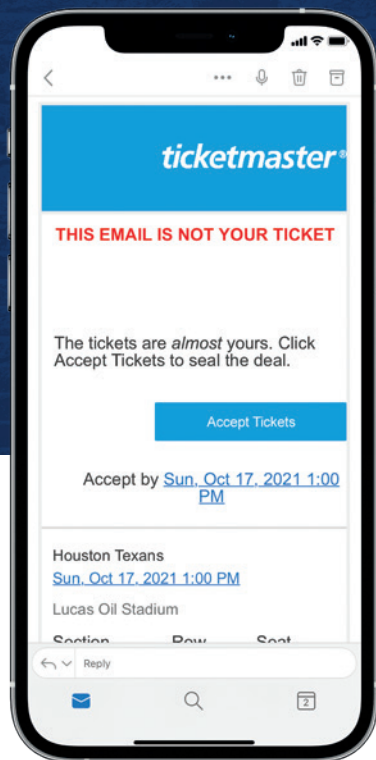 ticketmaster®
THIS EMAIL IS NOT YOUR TICKET
The tickets are almost yours. Click
Accept Tickets to seal the deal.
Accept Tickets
Accept by Sun, Oct 17, 2021 1:00
PM
Houston Texans
Sun, Oct 17, 2021 1:00 PM
Lucas Oil Stadium
Section Row Seat
Reply
2